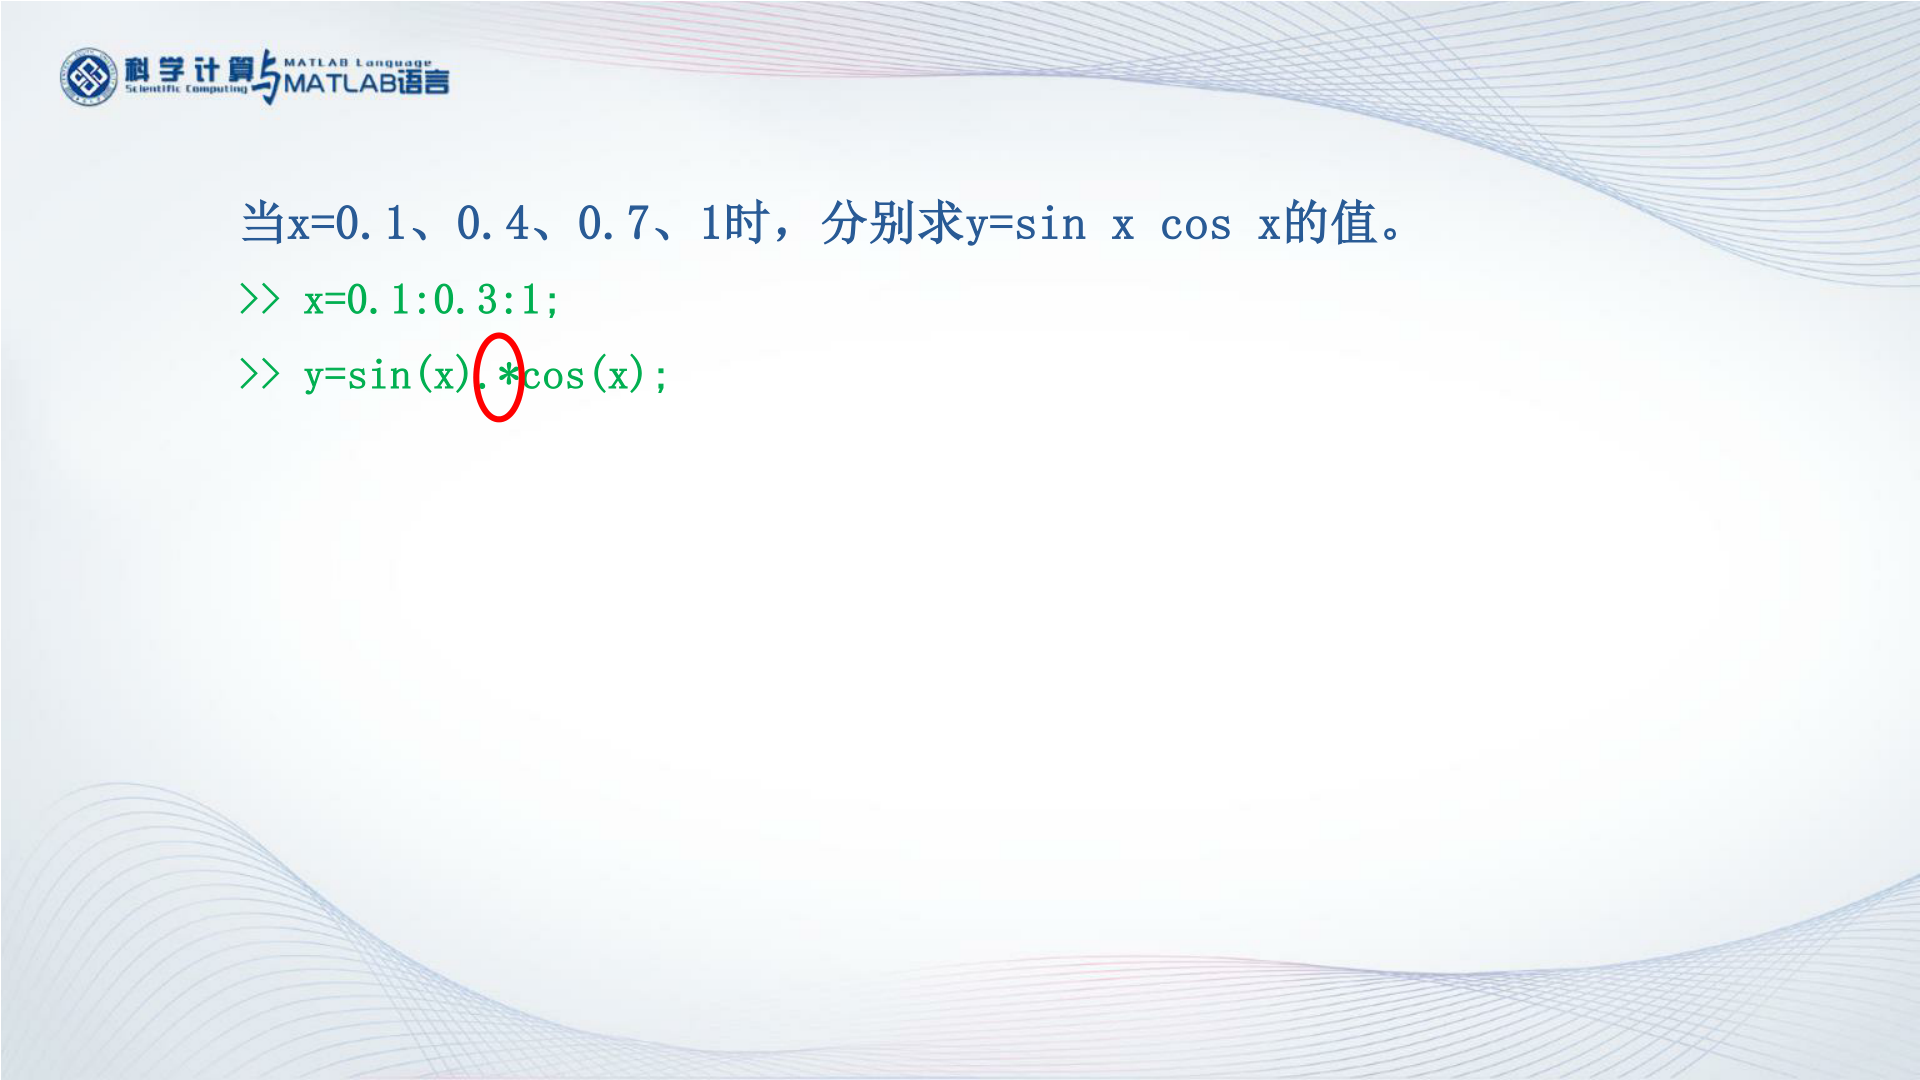 科学计算与MATLAB语言
Scientific Computing
MATLAB Language
当x=0.1、0.4、0.7、1时，分别求y=sin x cos x的值。
>> x=0.1:0.3:1;
>> y=sin(x).*cos(x);